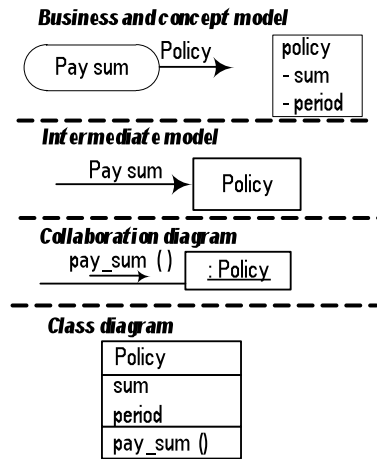 Business and concept model
Policy
Pay sum
policy
- sum
- period
Intermediate model
Pay sum
Policy
Collaboration diagram
pay_sum ()
: Policy
Class diagram
Policy
sum
period
pay_sum ()